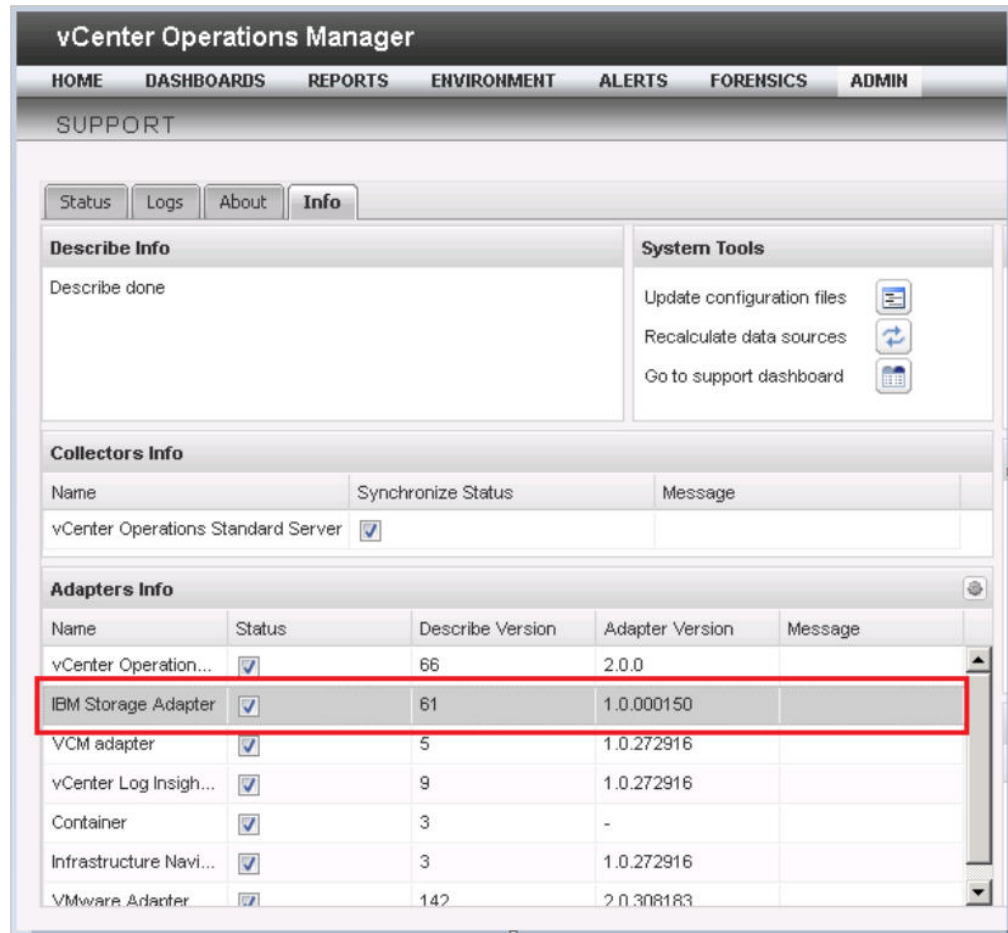 vCenter Operations Manager
HOME DASHBOARDS REPORTS ENVIRONMENT ALERTS FORENSICS ADMIN
SUPPORT
Status Logs About Info
Describe Info
Describe done
System Tools
Update configuration files
Recalculate data sources
Go to support dashboard
Collectors Info
Name Synchronize Status Message
vCenter Operations Standard Server
Adapters Info
Name Status Describe Version Adapter Version Message
vCenter Operation... 66 2.0.0
IBM Storage Adapter 61 1.0.000150
VCM adapter 5 1.0.272916
vCenter Log Insigh... 9 1.0.272916
Container 3 -
Infrastructure Navi... 3 1.0.272916
VMware Adapter 142 2.0.308183